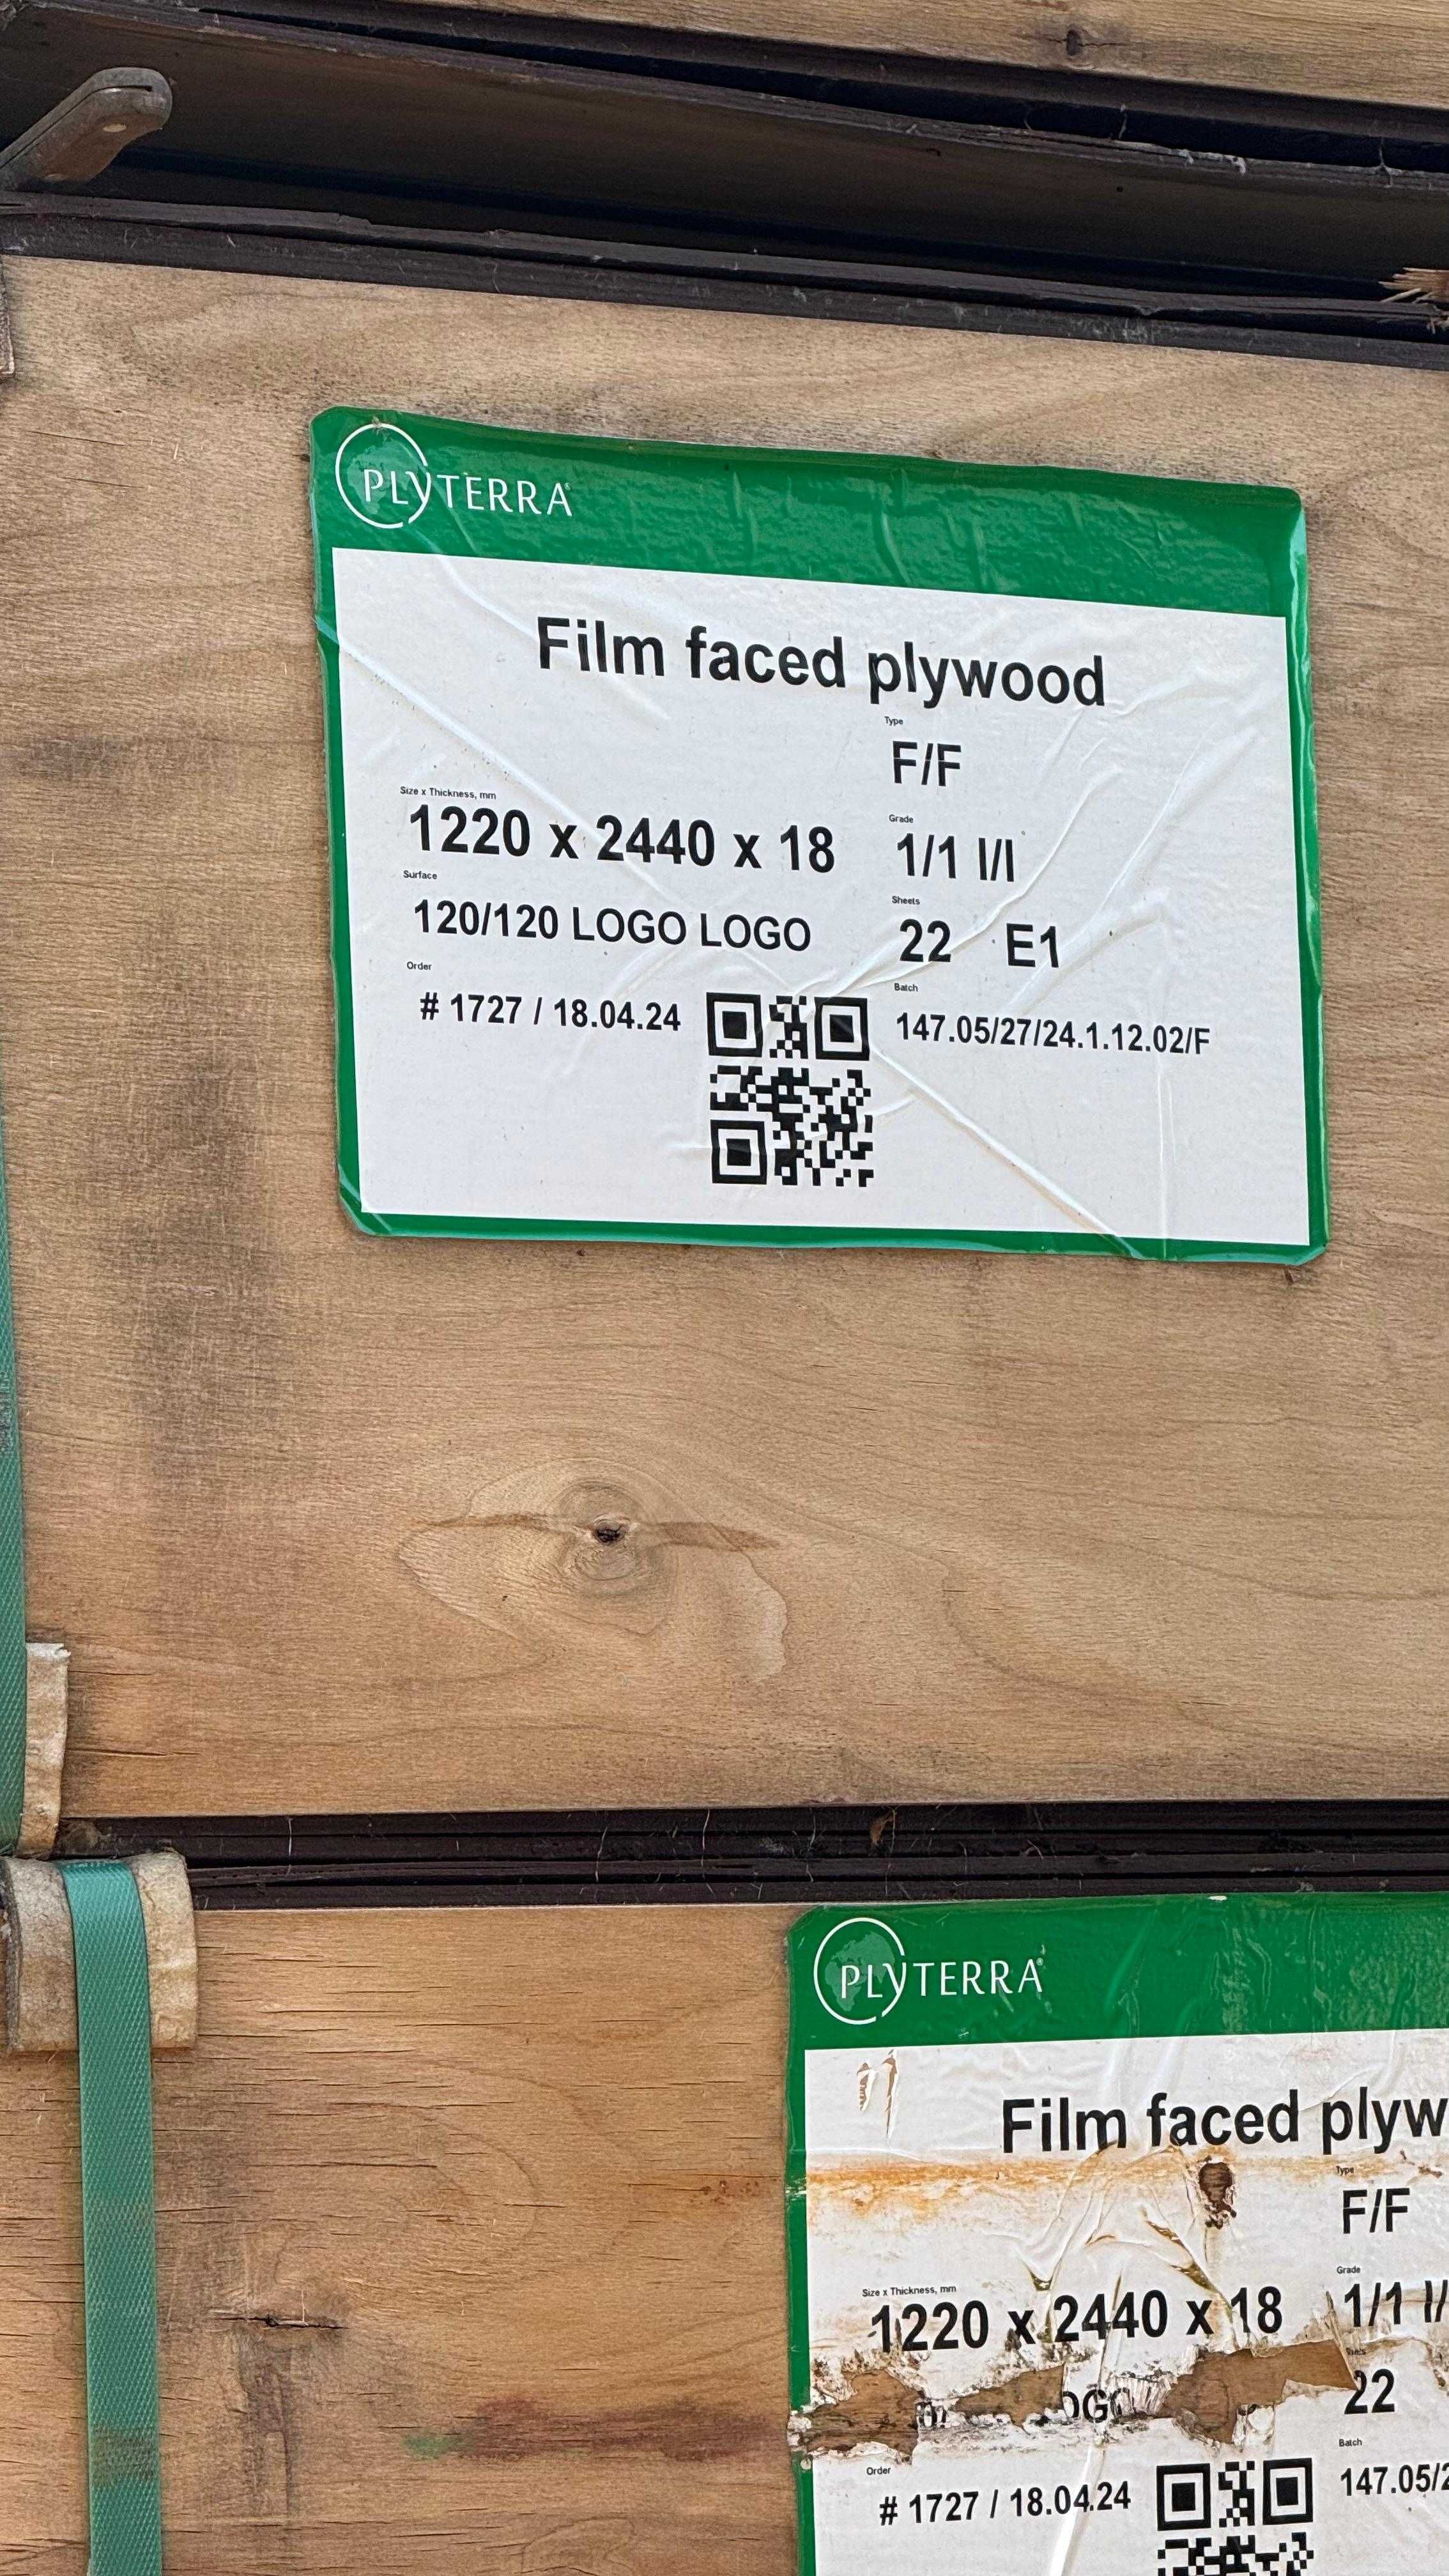 PLYTERRA®
Film faced plywood
Type
F/F
Size x Thickness, mm
1220 x 2440 x 18
Grade
1/1 I/I
Surface
120/120 LOGO LOGO
Sheets
22 E1
Order
# 1727 / 18.04.24
Batch
147.05/27/24.1.12.02/F
PLYTERRA®
Film faced plyw
Type
F/F
Size x Thickness, mm
1220 x 2440 x 18
Grade
1/1 I/
22
Order
# 1727 / 18.04.24
Batch
147.05/2